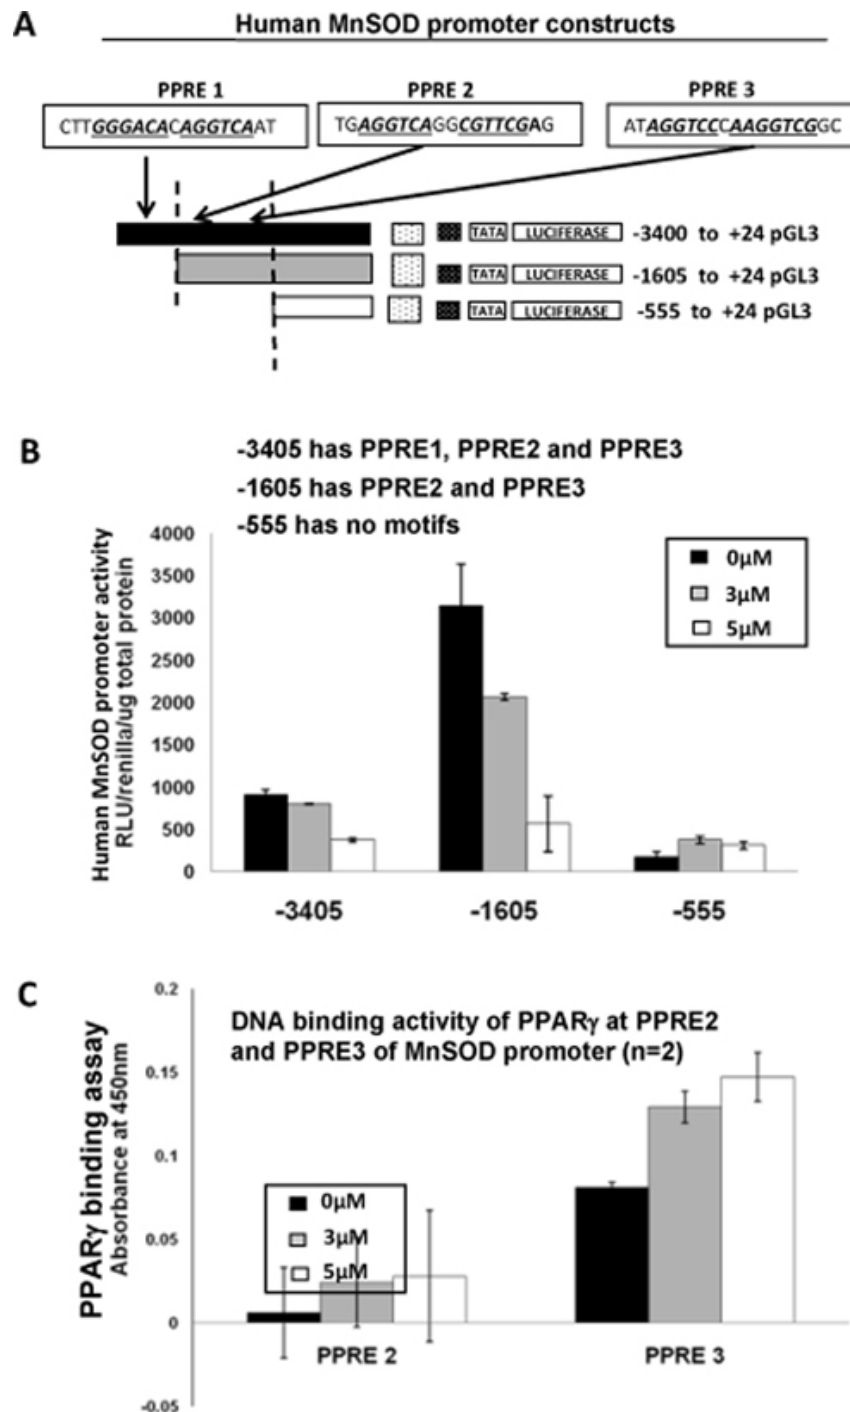 A
Human MnSOD promoter constructs
PPRE 1
PPRE 2
PPRE 3
CTTGGGACACAGGTCAAT
TGAGGTCAGGCGTTCGAG
ATAGGTCCCAAGGTCGGC
TATA LUCIFERASE -3400 to +24 pGL3
TATA LUCIFERASE -1605 to +24 pGL3
TATA LUCIFERASE -555 to +24 pGL3
B
-3405 has PPRE1, PPRE2 and PPRE3
-1605 has PPRE2 and PPRE3
-555 has no motifs
Human MnSOD promoter activity
RLU/renilla/ug total protein
4000
3500
3000
2500
2000
1500
1000
500
0
0µM
3µM
5µM
-3405
-1605
-555
C
DNA binding activity of PPARγ at PPRE2
and PPRE3 of MnSOD promoter (n=2)
PPARγ binding assay
Absorbance at 450nm
0.2
0.15
0.1
0.05
0
-0.05
0µM
3µM
5µM
PPRE 2
PPRE 3